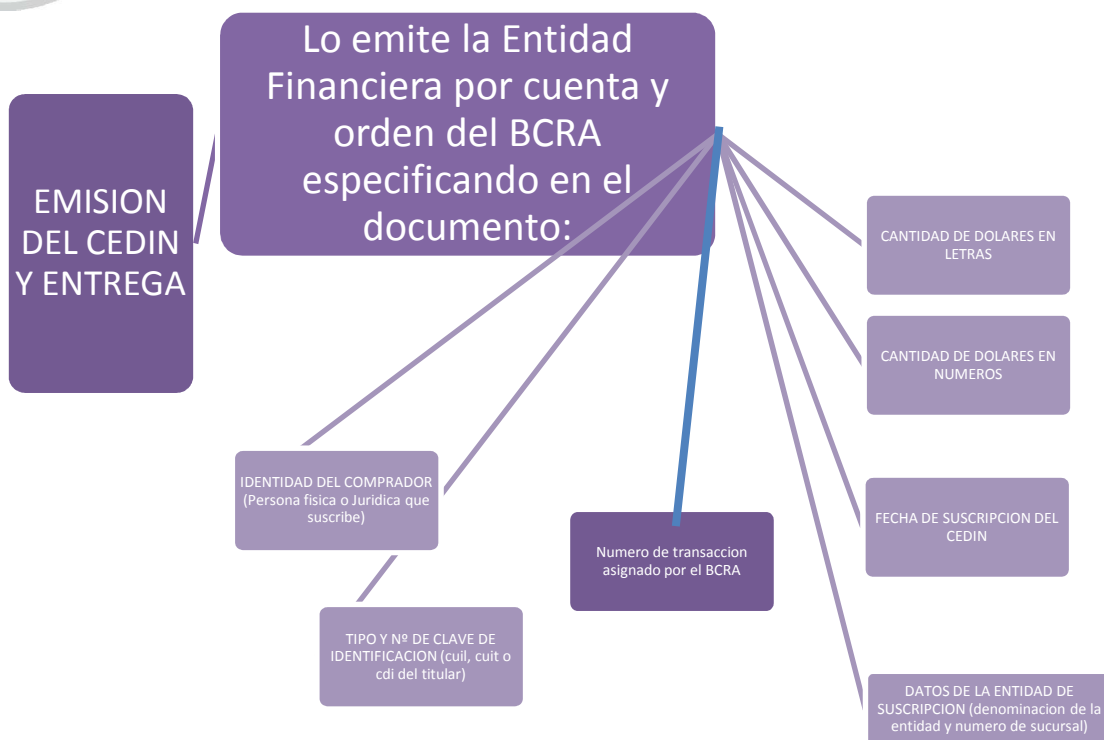 Lo emite la Entidad
Financiera por cuenta y
orden del BCRA
especificando en el
documento:
EMISION
DEL CEDIN
Y ENTREGA
CANTIDAD DE DOLARES EN
LETRAS
CANTIDAD DE DOLARES EN
NUMEROS
IDENTIDAD DEL COMPRADOR
(Persona fisica o Juridica que
suscribe)
FECHA DE SUSCRIPCION DEL
CEDIN
Numero de transaccion
asignado por el BCRA
TIPO Y Nº DE CLAVE DE
IDENTIFICACION (cuil, cuit o
cdi del titular)
DATOS DE LA ENTIDAD DE
SUSCRIPCION (denominacion de la
entidad y numero de sucursal)